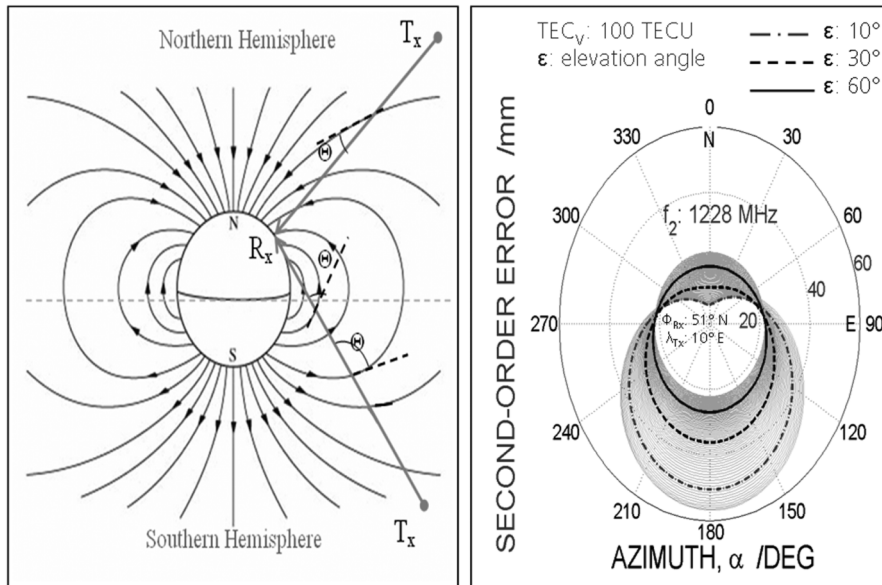 Northern Hemisphere
Tx
Θ
N
Rx
Θ
Θ
S
Tx
Southern Hemisphere
TECV: 100 TECU
ε: elevation angle
ε: 10°
ε: 30°
ε: 60°
SECOND-ORDER ERROR /mm
0
N
330
30
300
60
f2: 1228 MHz
60
40
20
ΦRx: 51° N
λTx: 10° E
270
E 90
240
120
210
150
180
AZIMUTH, α /DEG